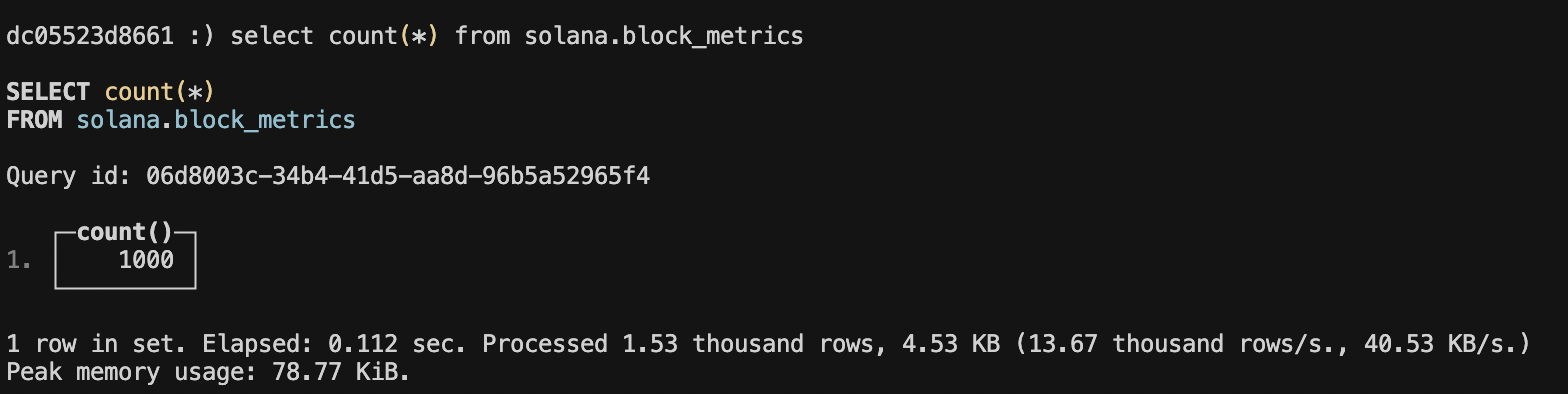 dc05523d8661 :) select count(*) from solana.block_metrics
SELECT count(*)
FROM solana.block_metrics
Query id: 06d8003c-34b4-41d5-aa8d-96b5a52965f4
count()
1. 1000
1 row in set. Elapsed: 0.112 sec. Processed 1.53 thousand rows, 4.53 KB (13.67 thousand rows/s., 40.53 KB/s.)
Peak memory usage: 78.77 KiB.